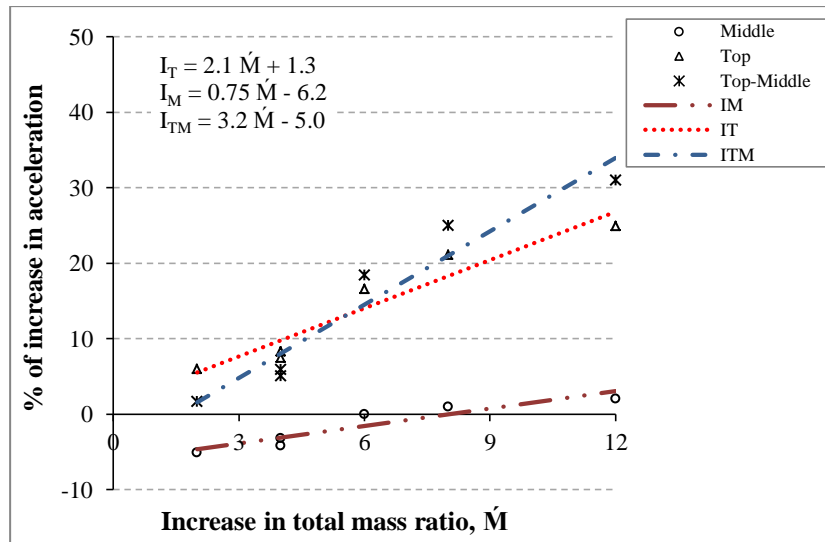 50
40
30
20
10
0
-10
% of increase in acceleration
I_T = 2.1 Ḿ + 1.3
I_M = 0.75 Ḿ - 6.2
I_TM = 3.2 Ḿ - 5.0
0 3 6 9 12
Increase in total mass ratio, Ḿ
Middle
Top
Top-Middle
IM
IT
ITM